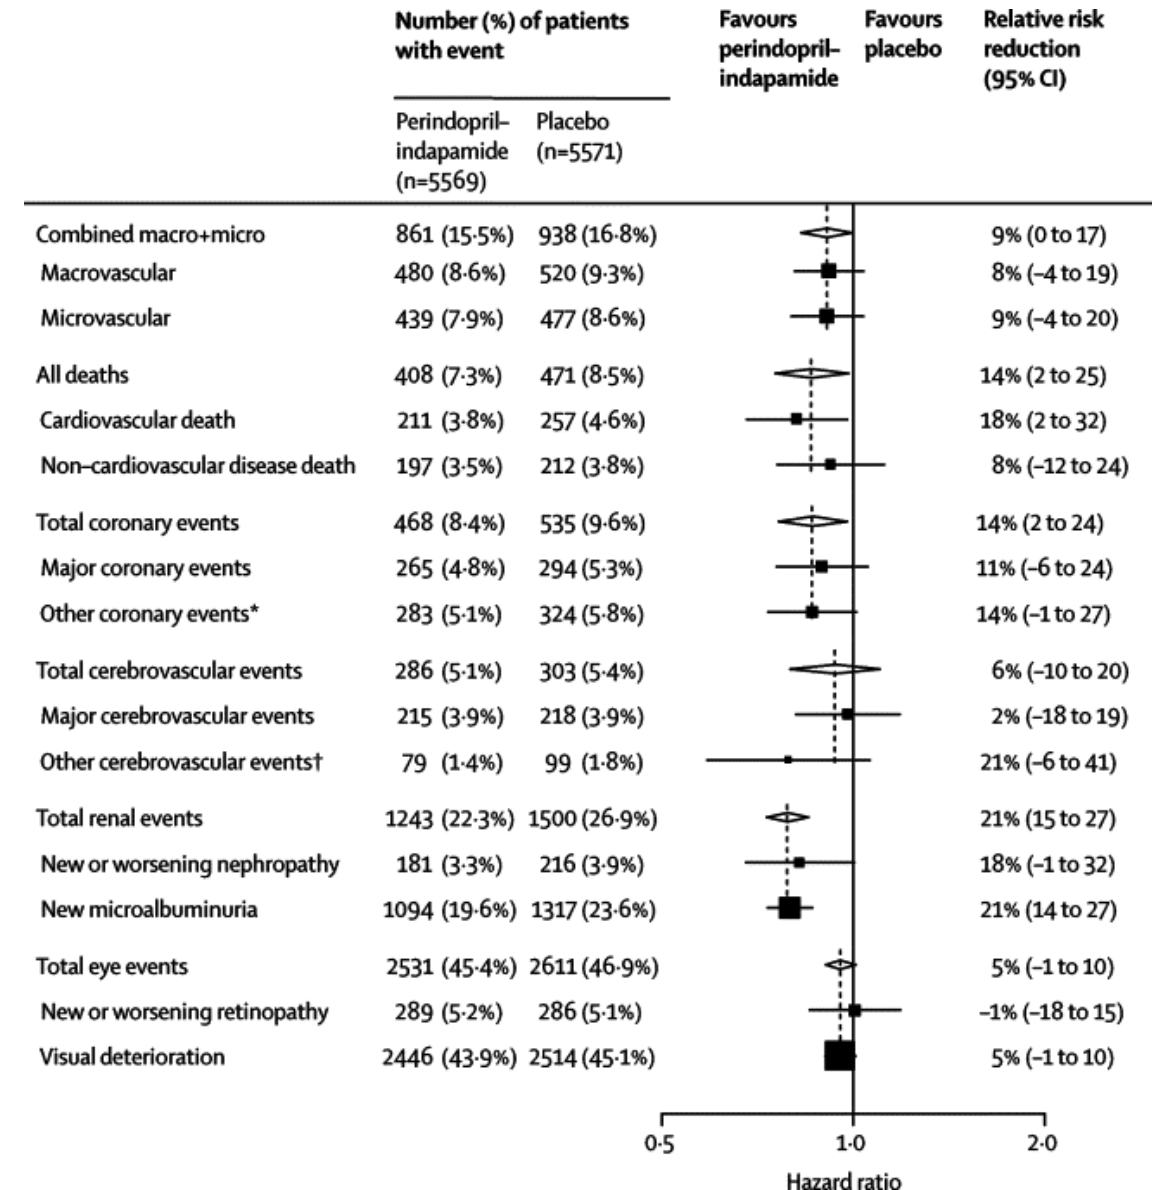 Number (%) of patients with event
Favours perindopril–indapamide
Favours placebo
Relative risk reduction (95% CI)
Perindopril–indapamide (n=5569)
Placebo (n=5571)
Combined macro+micro 861 (15·5%) 938 (16·8%) 9% (0 to 17)
Macrovascular 480 (8·6%) 520 (9·3%) 8% (–4 to 19)
Microvascular 439 (7·9%) 477 (8·6%) 9% (–4 to 20)
All deaths 408 (7·3%) 471 (8·5%) 14% (2 to 25)
Cardiovascular death 211 (3·8%) 257 (4·6%) 18% (2 to 32)
Non–cardiovascular disease death 197 (3·5%) 212 (3·8%) 8% (–12 to 24)
Total coronary events 468 (8·4%) 535 (9·6%) 14% (2 to 24)
Major coronary events 265 (4·8%) 294 (5·3%) 11% (–6 to 24)
Other coronary events* 283 (5·1%) 324 (5·8%) 14% (–1 to 27)
Total cerebrovascular events 286 (5·1%) 303 (5·4%) 6% (–10 to 20)
Major cerebrovascular events 215 (3·9%) 218 (3·9%) 2% (–18 to 19)
Other cerebrovascular events† 79 (1·4%) 99 (1·8%) 21% (–6 to 41)
Total renal events 1243 (22·3%) 1500 (26·9%) 21% (15 to 27)
New or worsening nephropathy 181 (3·3%) 216 (3·9%) 18% (–1 to 32)
New microalbuminuria 1094 (19·6%) 1317 (23·6%) 21% (14 to 27)
Total eye events 2531 (45·4%) 2611 (46·9%) 5% (–1 to 10)
New or worsening retinopathy 289 (5·2%) 286 (5·1%) –1% (–18 to 15)
Visual deterioration 2446 (43·9%) 2514 (45·1%) 5% (–1 to 10)
0·5 1·0 2·0
Hazard ratio